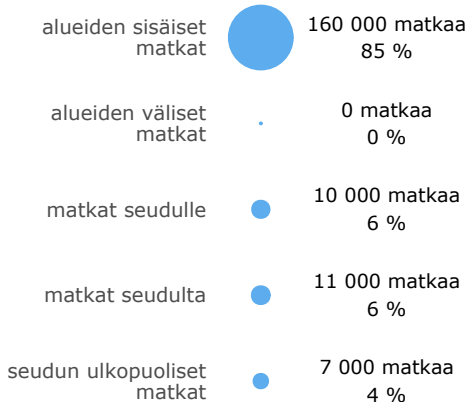 alueiden sisäiset
matkat
160 000 matkaa
85 %
alueiden väliset
matkat
0 matkaa
0 %
matkat seudulle
10 000 matkaa
6 %
matkat seudulta
11 000 matkaa
6 %
seudun ulkopuoliset
matkat
7 000 matkaa
4 %